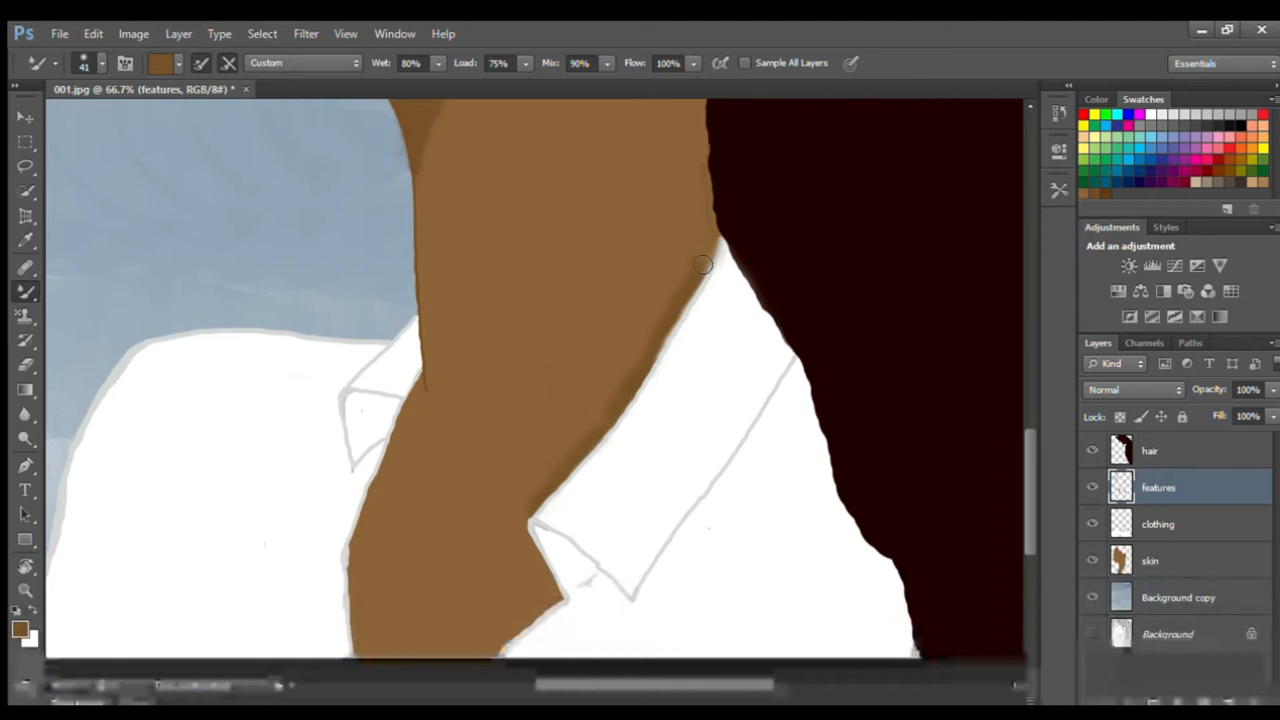 Ps File Edit Image Layer Type Select Filter View Window Help
41 Custom Wet: 80% Load: 75% Mix: 90% Flow: 100% Sample All Layers Essentials
001.jpg @ 66.7% (features, RGB/8#) * ×
Color Swatches
Adjustments Styles
Add an adjustment
Layers Channels Paths
Kind
Normal Opacity: 100%
Lock: Fill: 100%
hair
features
clothing
skin
Background copy
Background